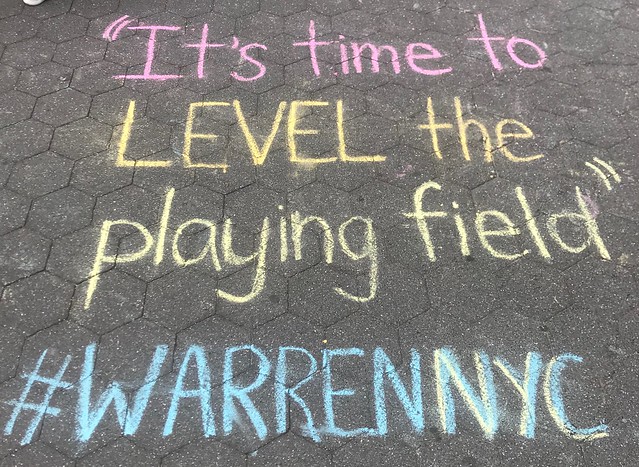 "It's time to
LEVEL the
playing field"
#WARRENNYC